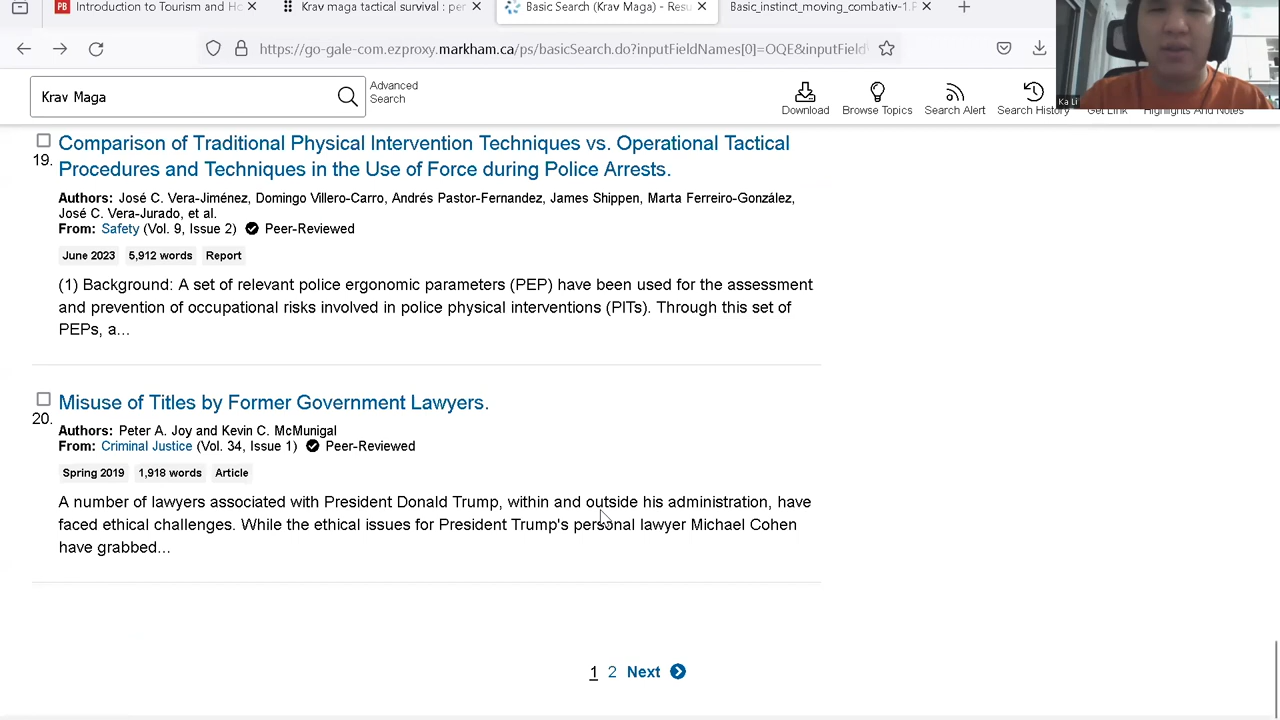 Introduction to Tourism and Ho
Krav maga tactical survival : per
Basic Search (Krav Maga) - Resu
Basic_instinct_moving_combativ-1.P
https://go-gale-com.ezproxy.markham.ca/ps/basicSearch.do?inputFieldNames[0]=OQE&inputField
Krav Maga
Advanced
Search
Download
Browse Topics
Search Alert
Search History
Get Link
Highlights And Notes
Ka Li
19.
Comparison of Traditional Physical Intervention Techniques vs. Operational Tactical
Procedures and Techniques in the Use of Force during Police Arrests.
Authors: José C. Vera-Jiménez, Domingo Villero-Carro, Andrés Pastor-Fernandez, James Shippen, Marta Ferreiro-González,
José C. Vera-Jurado, et al.
From: Safety (Vol. 9, Issue 2) Peer-Reviewed
June 2023 5,912 words Report
(1) Background: A set of relevant police ergonomic parameters (PEP) have been used for the assessment
and prevention of occupational risks involved in police physical interventions (PITs). Through this set of
PEPs, a...
20.
Misuse of Titles by Former Government Lawyers.
Authors: Peter A. Joy and Kevin C. McMunigal
From: Criminal Justice (Vol. 34, Issue 1) Peer-Reviewed
Spring 2019 1,918 words Article
A number of lawyers associated with President Donald Trump, within and outside his administration, have
faced ethical challenges. While the ethical issues for President Trump's personal lawyer Michael Cohen
have grabbed...
1 2 Next